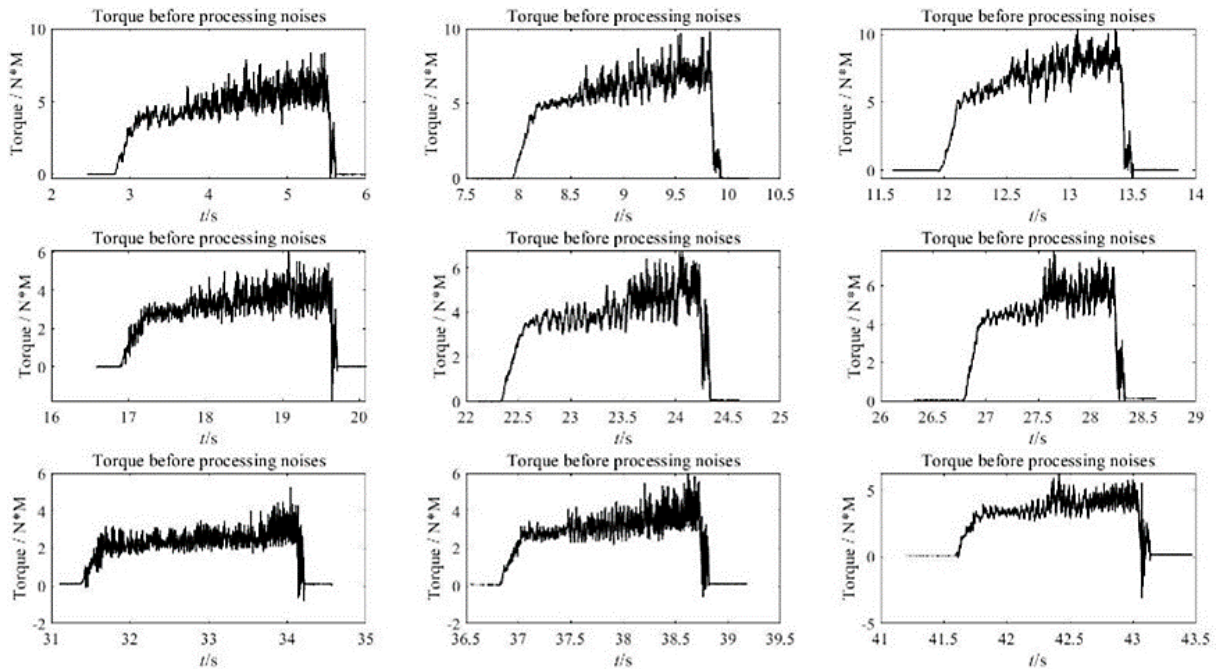 Torque before processing noises
Torque / N*M
10
5
0
2 3 4 5 6
t/s
Torque before processing noises
Torque / N*M
10
5
0
7.5 8 8.5 9 9.5 10 10.5
t/s
Torque before processing noises
Torque / N*M
10
5
0
11.5 12 12.5 13 13.5 14
t/s
Torque before processing noises
Torque / N*M
6
4
2
0
16 17 18 19 20
t/s
Torque before processing noises
Torque / N*M
6
4
2
0
22 22.5 23 23.5 24 24.5 25
t/s
Torque before processing noises
Torque / N*M
6
4
2
0
26 26.5 27 27.5 28 28.5 29
t/s
Torque before processing noises
Torque / N*M
6
4
2
0
-2
31 32 33 34 35
t/s
Torque before processing noises
Torque / N*M
6
4
2
0
-2
36.5 37 37.5 38 38.5 39 39.5
t/s
Torque before processing noises
Torque / N*M
5
0
-5
41 41.5 42 42.5 43 43.5
t/s